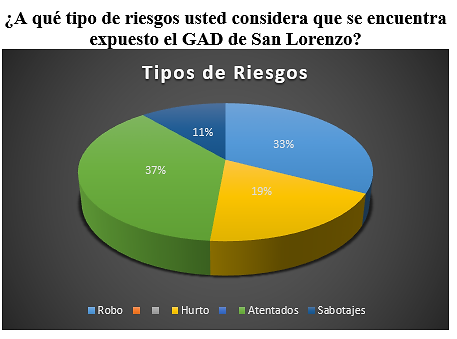 ¿A qué tipo de riesgos usted considera que se encuentra
expuesto el GAD de San Lorenzo?
Tipos de Riesgos
11%
33%
37%
19%
Robo Hurto Atentados Sabotajes